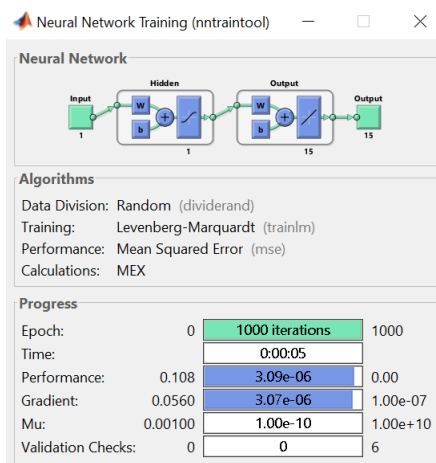 Neural Network Training (nntraintool)
Neural Network
Hidden Output
Input Output
W W
+ +
b b
1 15
1 15
Algorithms
Data Division: Random (dividerand)
Training: Levenberg-Marquardt (trainlm)
Performance: Mean Squared Error (mse)
Calculations: MEX
Progress
Epoch: 0 1000 iterations 1000
Time: 0:00:05
Performance: 0.108 3.09e-06 0.00
Gradient: 0.0560 3.07e-06 1.00e-07
Mu: 0.00100 1.00e-10 1.00e+10
Validation Checks: 0 0 6